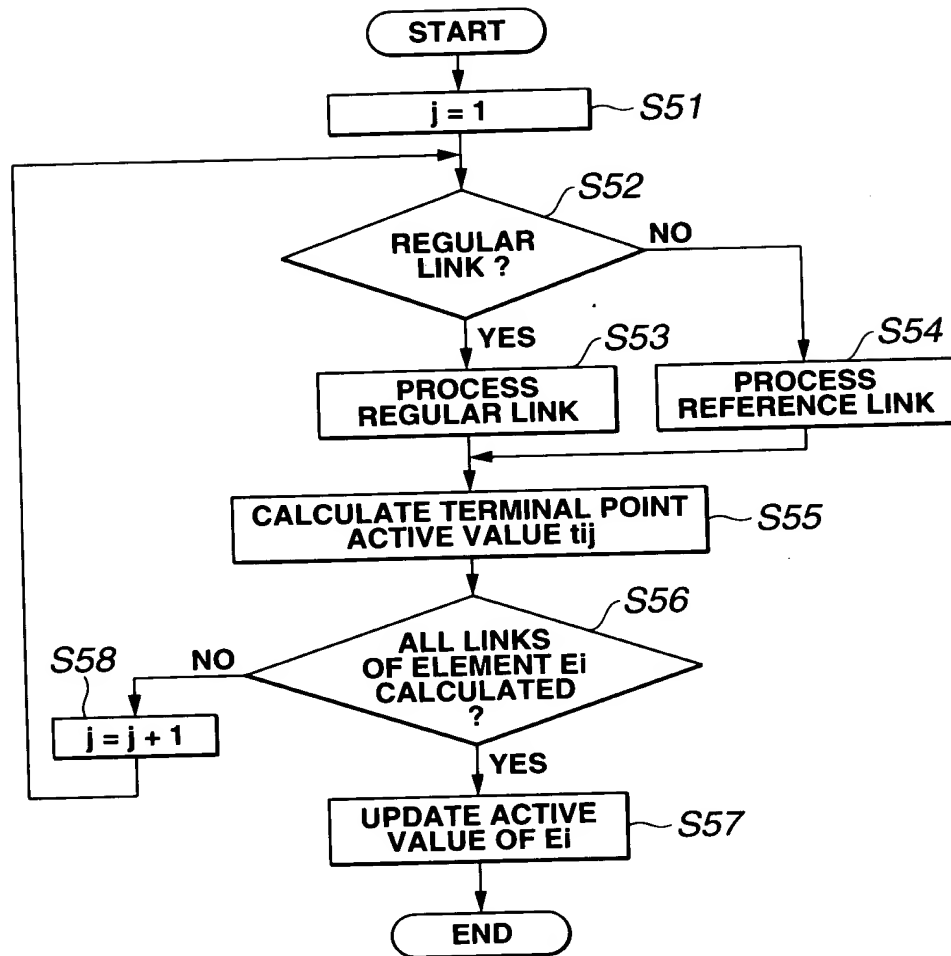 START
j = 1
S51
S52
REGULAR
LINK ?
NO
YES
S53
S54
PROCESS
REGULAR LINK
PROCESS
REFERENCE LINK
CALCULATE TERMINAL POINT
ACTIVE VALUE tij
S55
S56
ALL LINKS
OF ELEMENT Ei
CALCULATED
?
NO
S58
j = j + 1
YES
UPDATE ACTIVE
VALUE OF Ei
S57
END